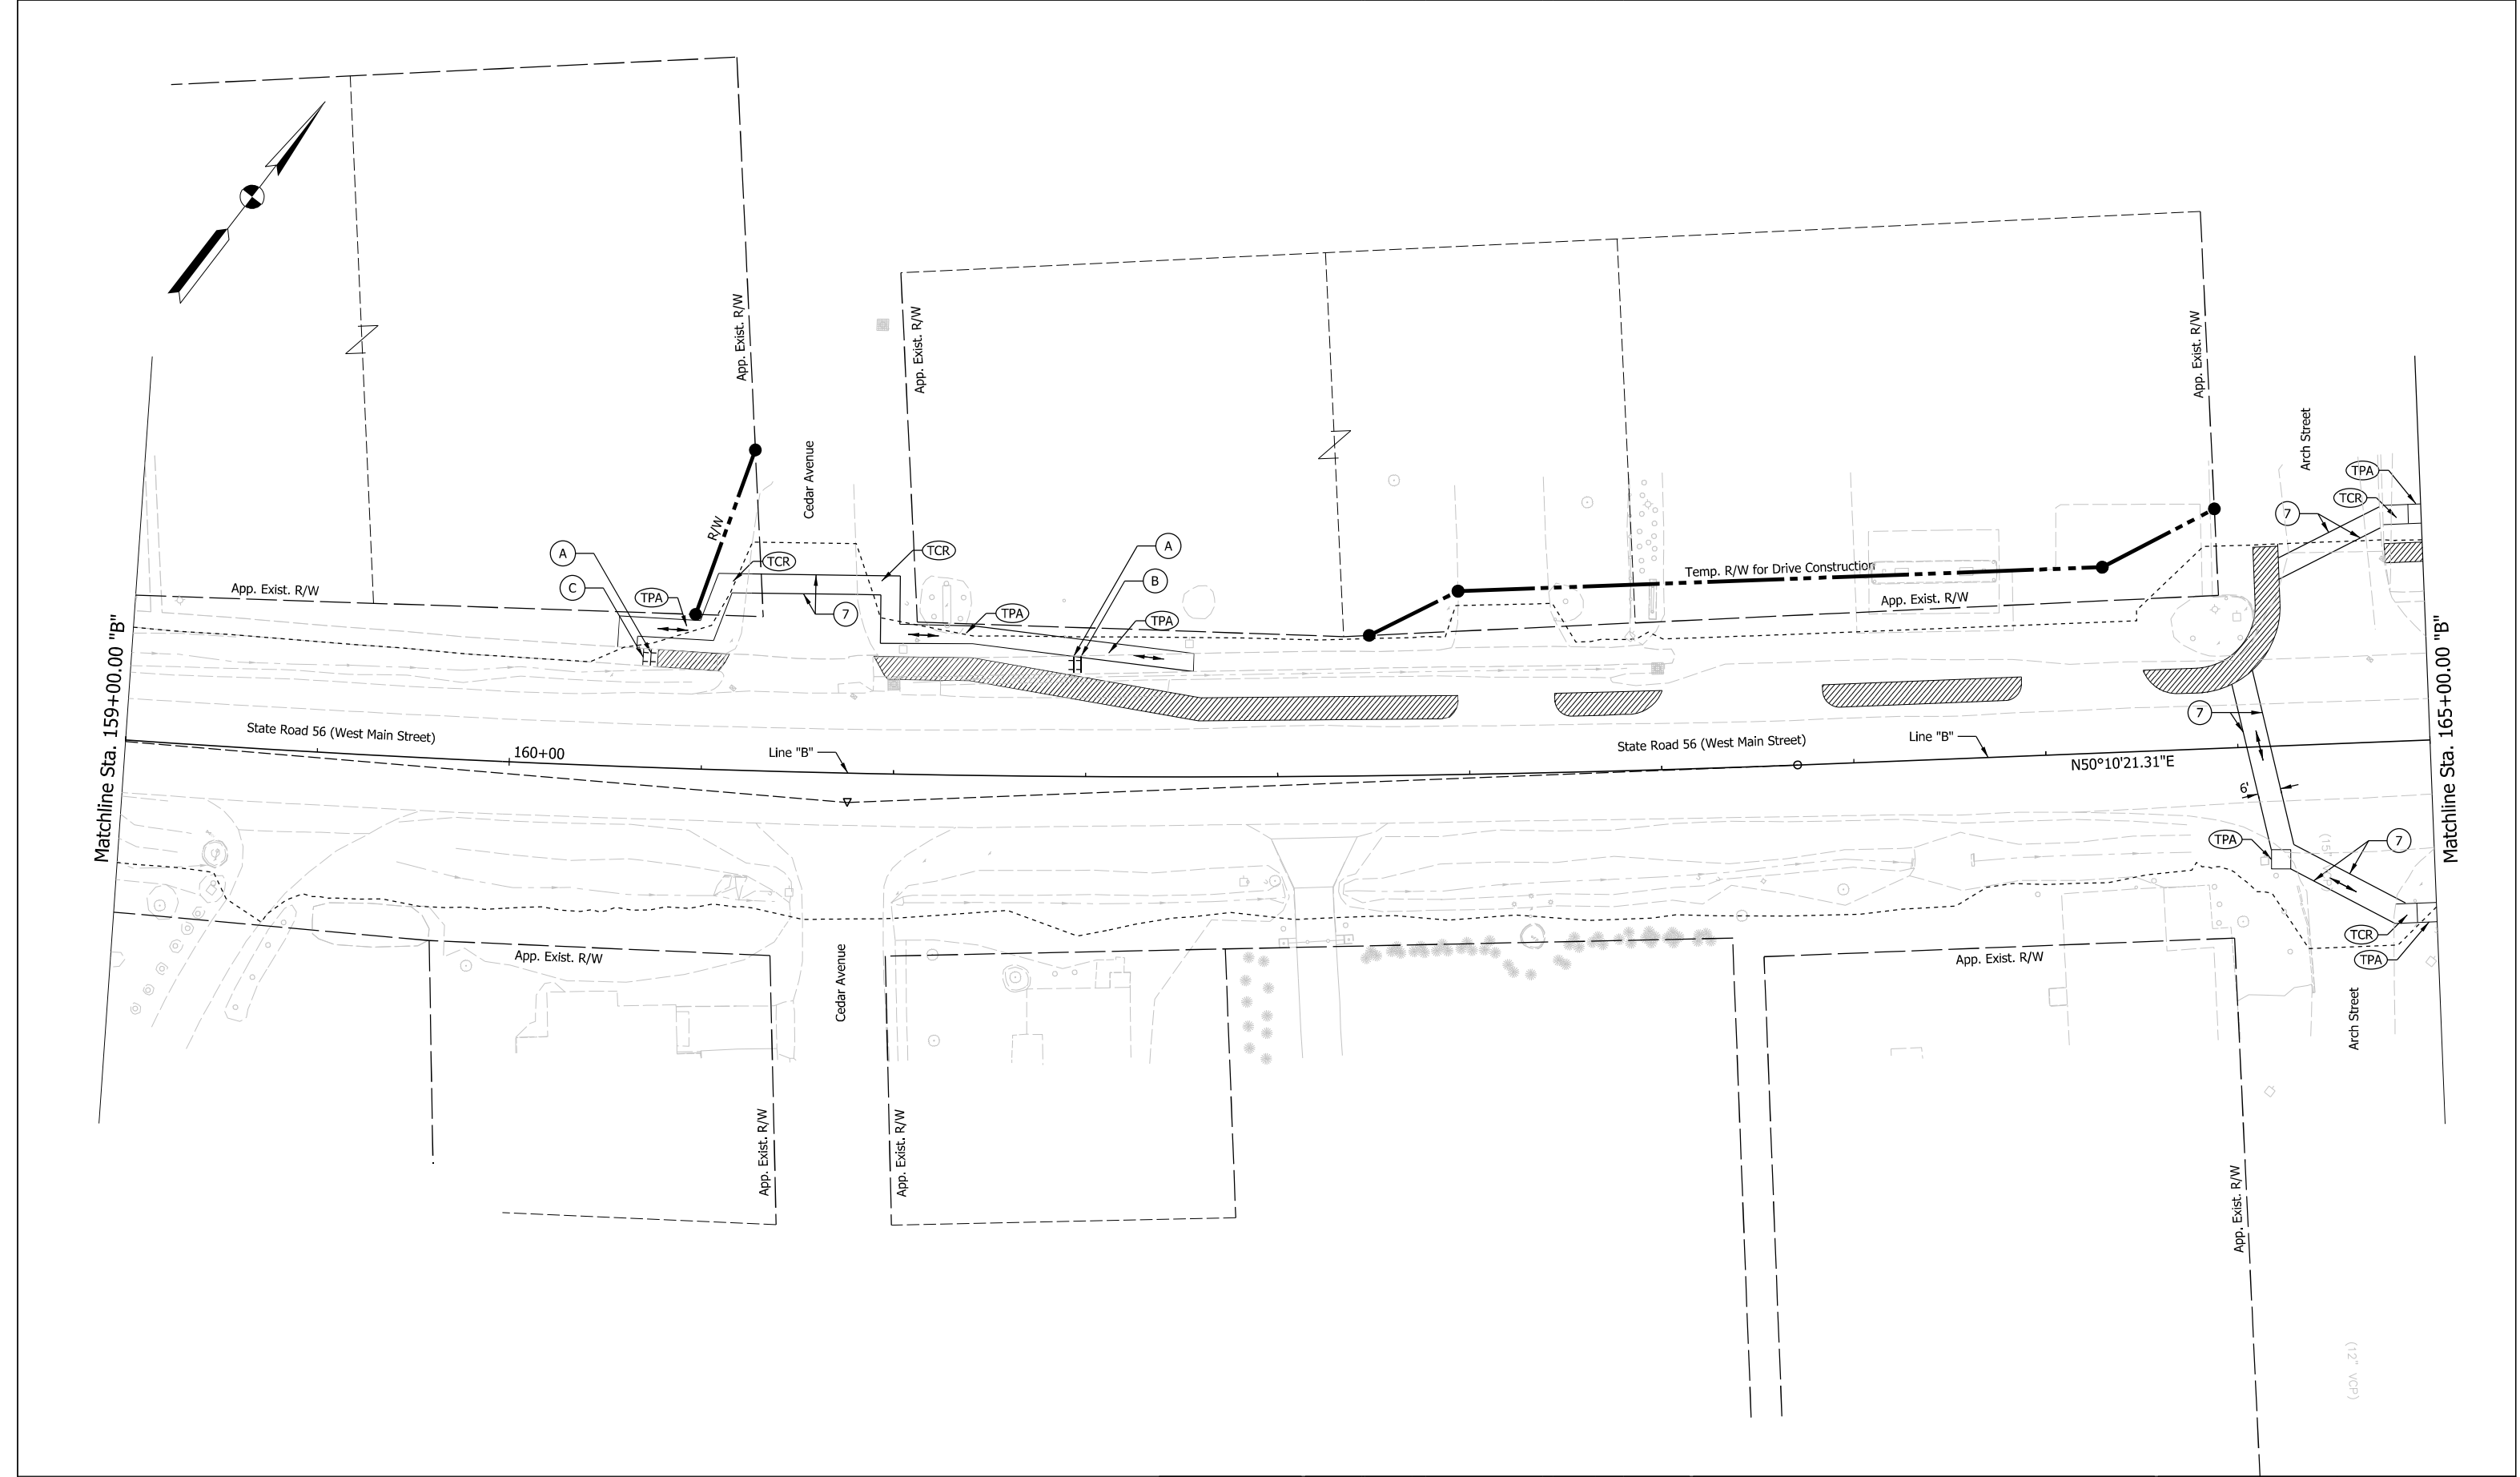 App. Exist. R/W
App. Exist. R/W
App. Exist. R/W
Cedar Avenue
Arch Street
TPA
TCR
7
R/W
A
C
TPA
TCR
TCR
A
B
App. Exist. R/W
7
TPA
TPA
Temp. R/W for Drive Construction
App. Exist. R/W
Matchline Sta. 159+00.00 "B"
Matchline Sta. 165+00.00 "B"
State Road 56 (West Main Street)
160+00
Line "B"
State Road 56 (West Main Street)
Line "B"
7
N50°10'21.31"E
6'
TPA
7
TCR
TPA
App. Exist. R/W
Cedar Avenue
App. Exist. R/W
Arch Street
App. Exist. R/W
App. Exist. R/W
App. Exist. R/W
(12" VCP)